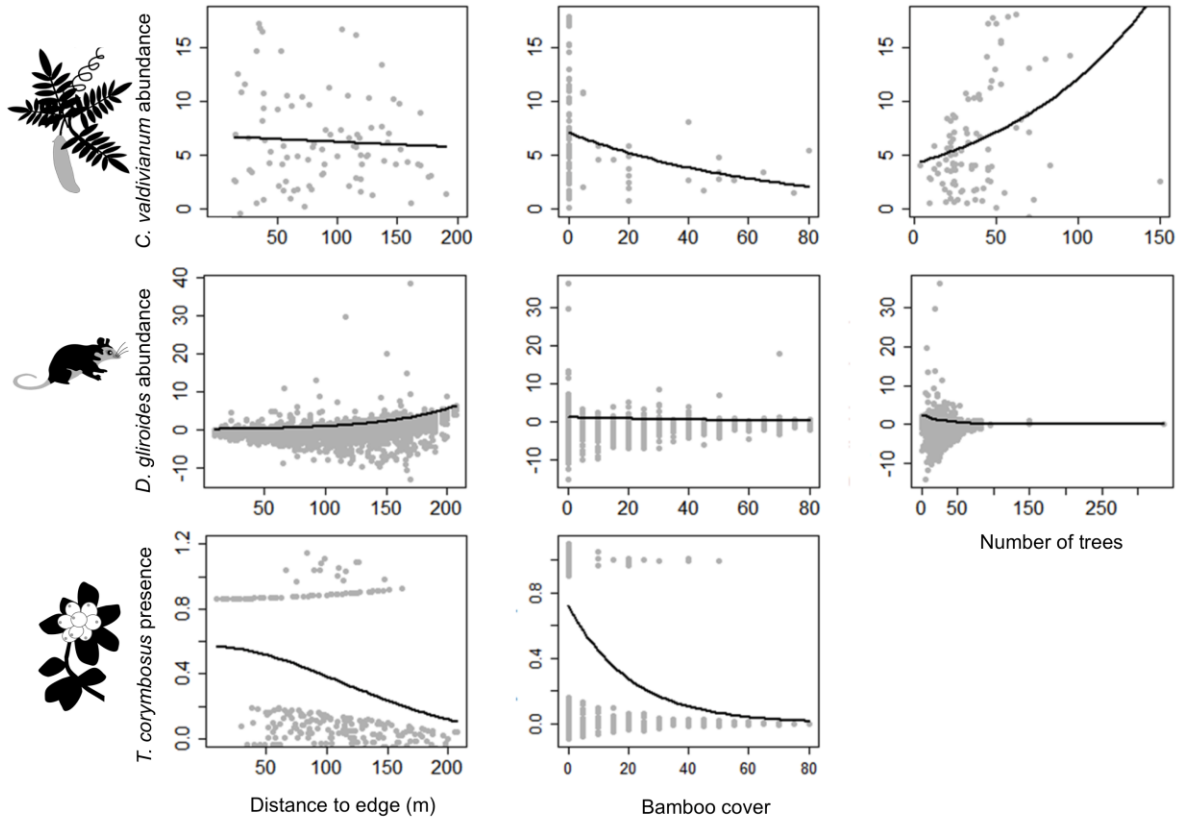 C. valdivianum abundance
0 5 10 15
50 100 150 200
0 5 10 15
0 20 40 60 80
0 5 10 15
0 50 100 150
D. gliroides abundance
-10 0 10 20 30 40
50 100 150 200
-10 0 10 20 30
0 20 40 60 80
-10 0 10 20 30
0 50 150 250
Number of trees
T. corymbosus presence
0.0 0.4 0.8 1.2
50 100 150 200
Distance to edge (m)
0.0 0.4 0.8
0 20 40 60 80
Bamboo cover